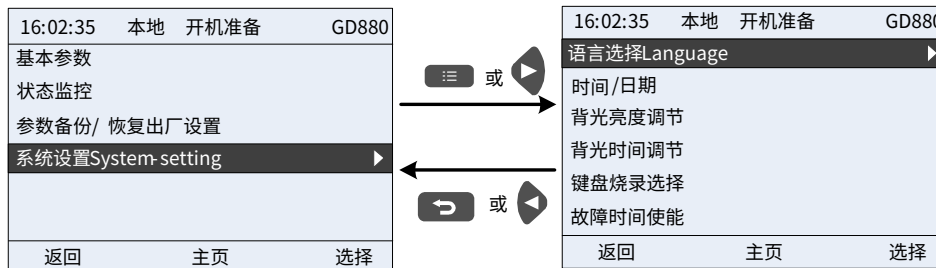 16:02:35 本地 开机准备 GD880
基本参数
状态监控
参数备份/ 恢复出厂设置
系统设置System-setting
返回 主页 选择
或
或
16:02:35 本地 开机准备 GD880
语言选择Language
时间/日期
背光亮度调节
背光时间调节
键盘烧录选择
故障时间使能
返回 主页 选择